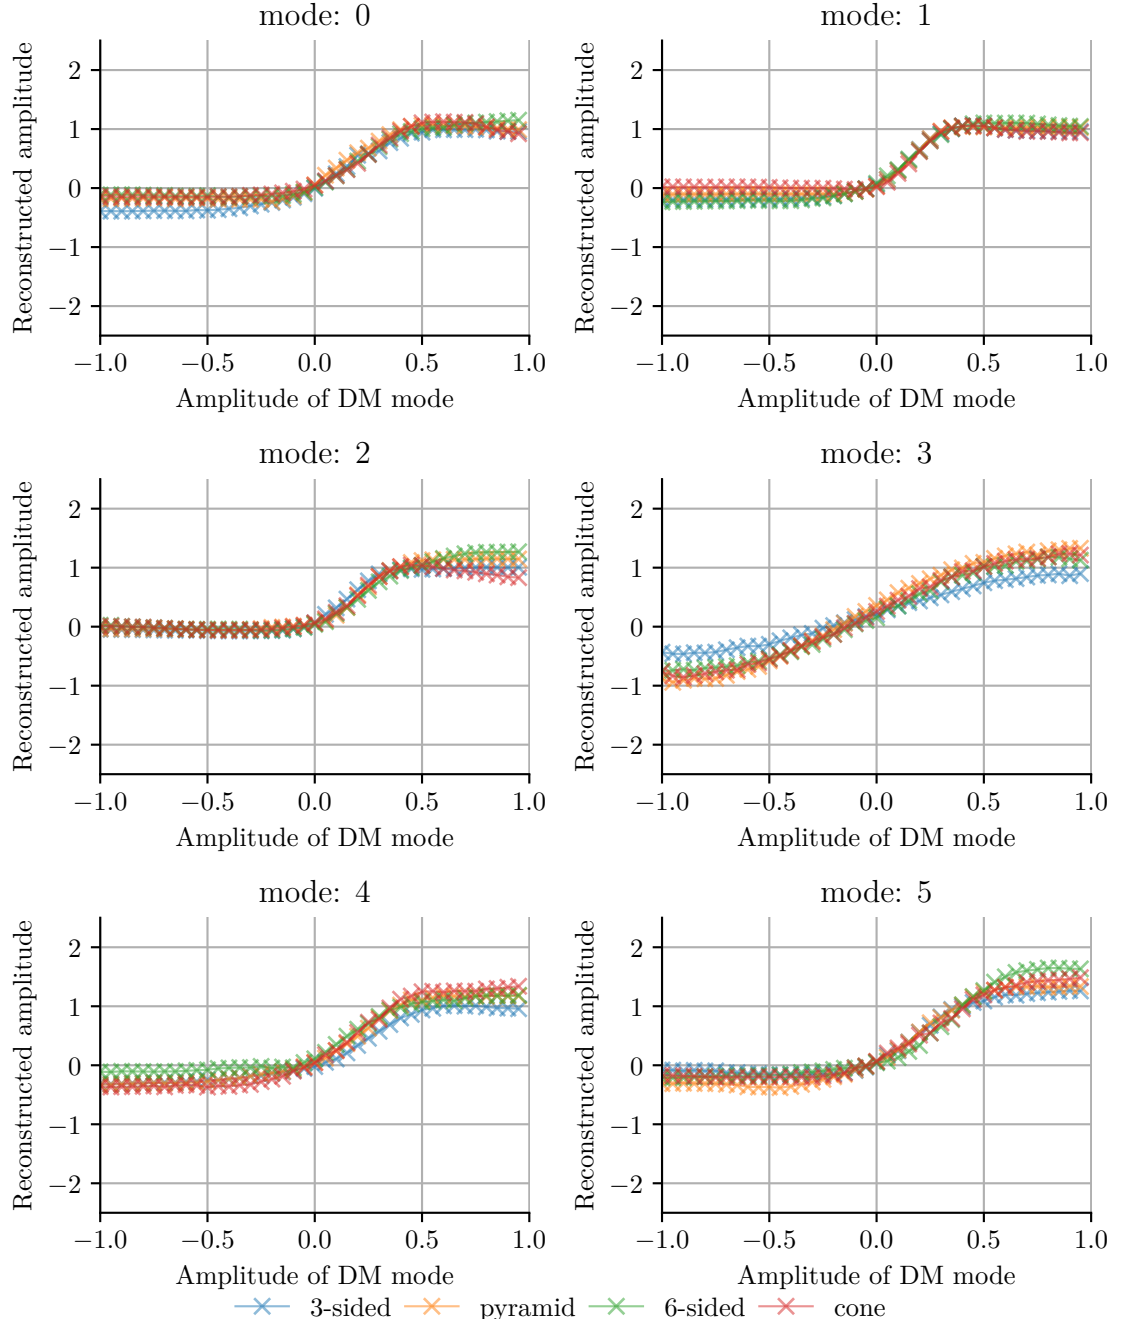 mode: 0
mode: 1
Reconstructed amplitude
2
1
0
−1
−2
−1.0 −0.5 0.0 0.5 1.0
Amplitude of DM mode
Reconstructed amplitude
2
1
0
−1
−2
−1.0 −0.5 0.0 0.5 1.0
Amplitude of DM mode
mode: 2
mode: 3
Reconstructed amplitude
2
1
0
−1
−2
−1.0 −0.5 0.0 0.5 1.0
Amplitude of DM mode
Reconstructed amplitude
2
1
0
−1
−2
−1.0 −0.5 0.0 0.5 1.0
Amplitude of DM mode
mode: 4
mode: 5
Reconstructed amplitude
2
1
0
−1
−2
−1.0 −0.5 0.0 0.5 1.0
Amplitude of DM mode
Reconstructed amplitude
2
1
0
−1
−2
−1.0 −0.5 0.0 0.5 1.0
Amplitude of DM mode
3-sided pyramid 6-sided cone